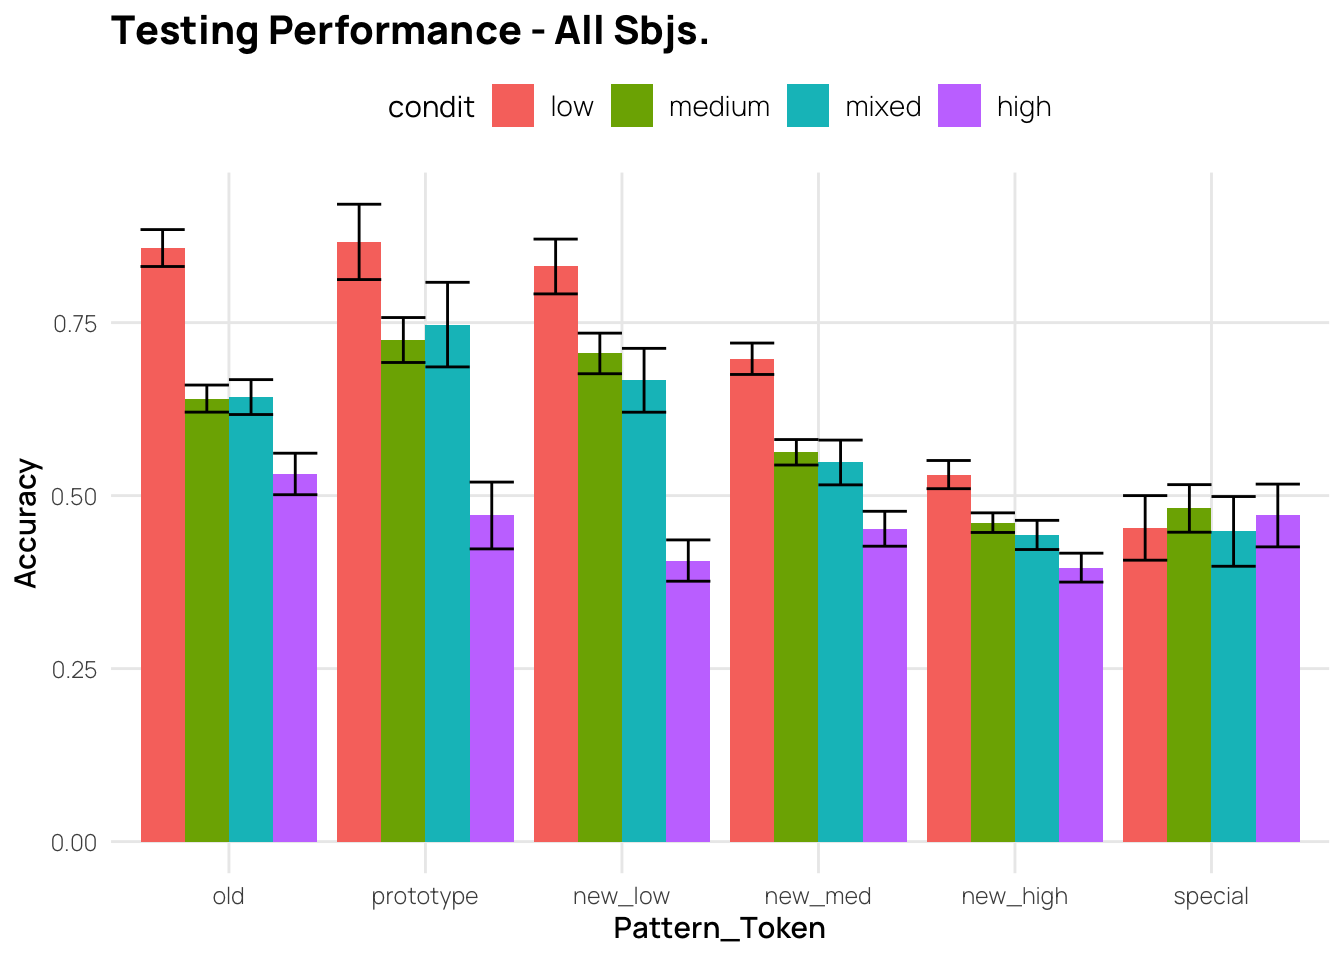 Testing Performance - All Sbjs.
condit low medium mixed high
Accuracy
0.75
0.50
0.25
0.00
old prototype new_low new_med new_high special
Pattern_Token